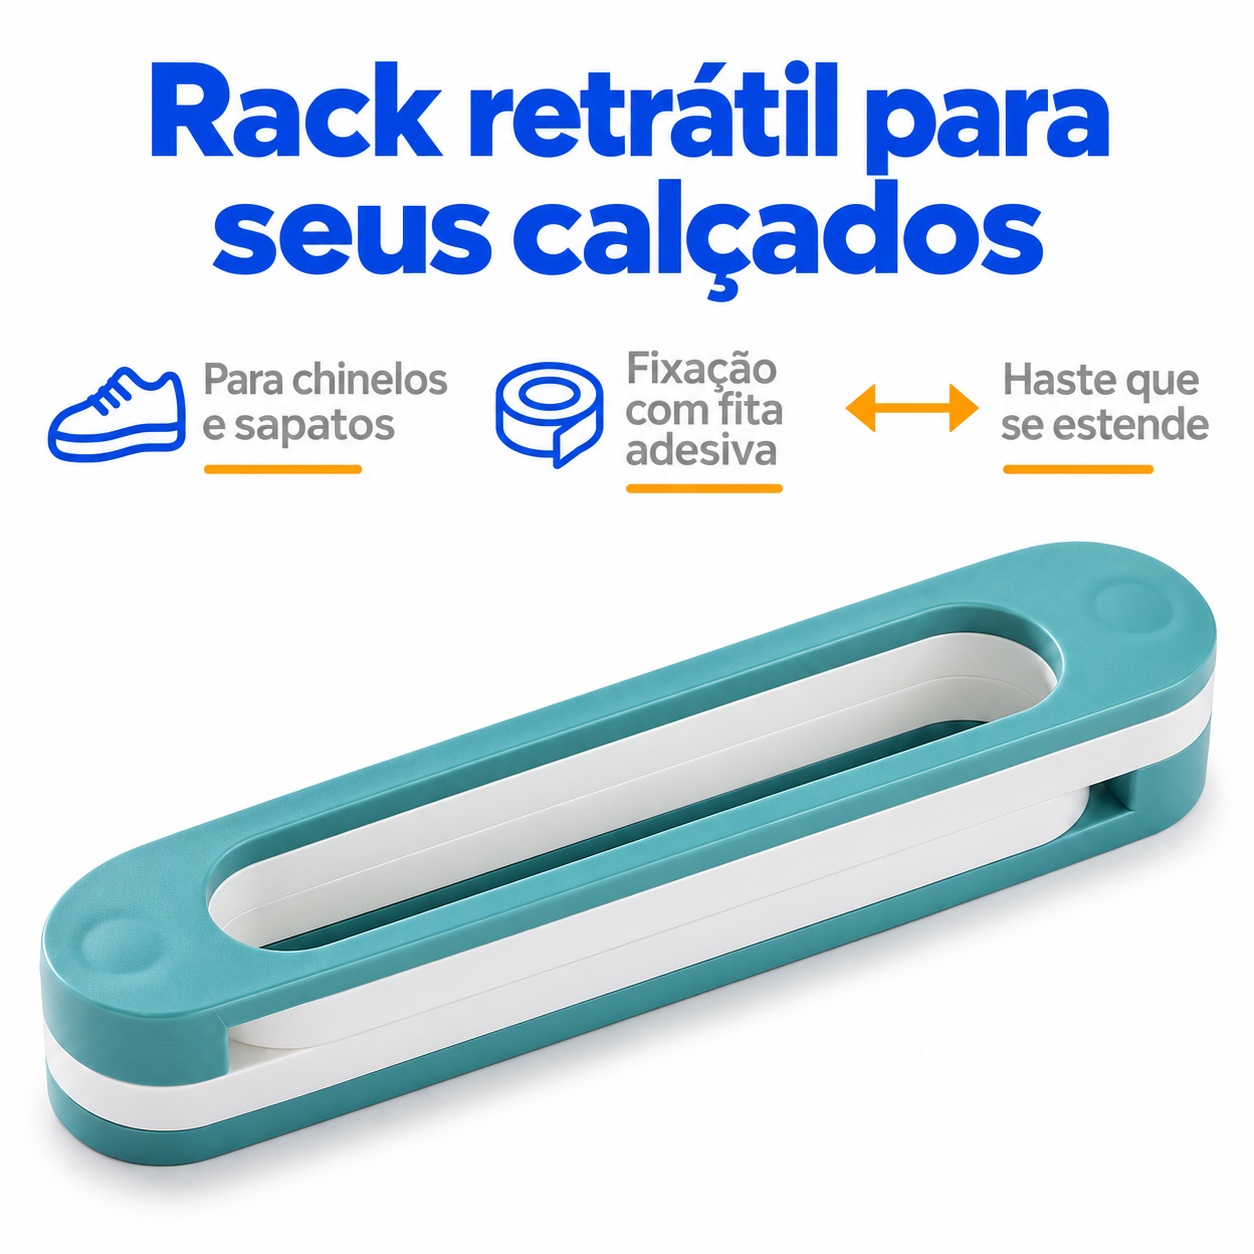 Rack retrátil para
seus calçados
Para chinelos
e sapatos
Fixação
com fita
adesiva
Haste que
se estende